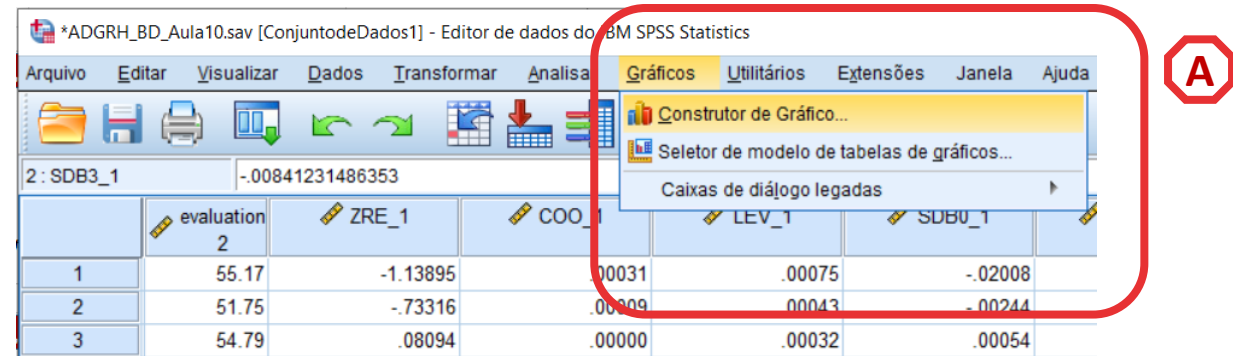 *ADGRH_BD_Aula10.sav [ConjuntodeDados1] - Editor de dados do IBM SPSS Statistics
Arquivo Editar Visualizar Dados Transformar Analisa Gráficos Utilitários Extensões Janela Ajuda
A
Construtor de Gráfico...
Seletor de modelo de tabelas de gráficos...
Caixas de diálogo legadas
2 : SDB3_1 -.00841231486353
evaluation2 ZRE_1 COO_1 LEV_1 SDB0_1
1 55.17 -1.13895 .00031 .00075 -.02008
2 51.75 -.73316 .00009 .00043 -.00244
3 54.79 .08094 .00000 .00032 .00054